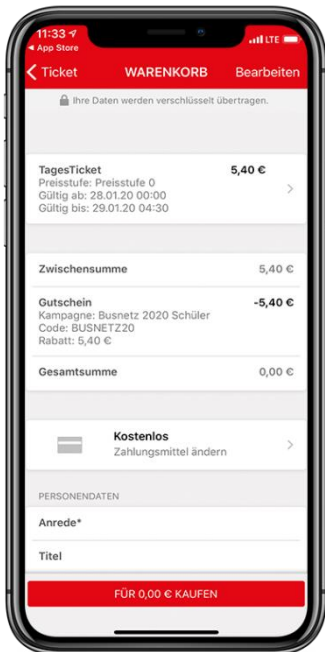 11:33
LTE
App Store
Ticket WARENKORB Bearbeiten
Ihre Daten werden verschlüsselt übertragen.
TagesTicket 5,40 €
Preisstufe: Preisstufe 0
Gültig ab: 28.01.20 00:00
Gültig bis: 29.01.20 04:30
Zwischensumme 5,40 €
Gutschein -5,40 €
Kampagne: Busnetz 2020 Schüler
Code: BUSNETZ20
Rabatt: 5,40 €
Gesamtsumme 0,00 €
Kostenlos
Zahlungsmittel ändern
PERSONENDATEN
Anrede*
Titel
FÜR 0,00 € KAUFEN